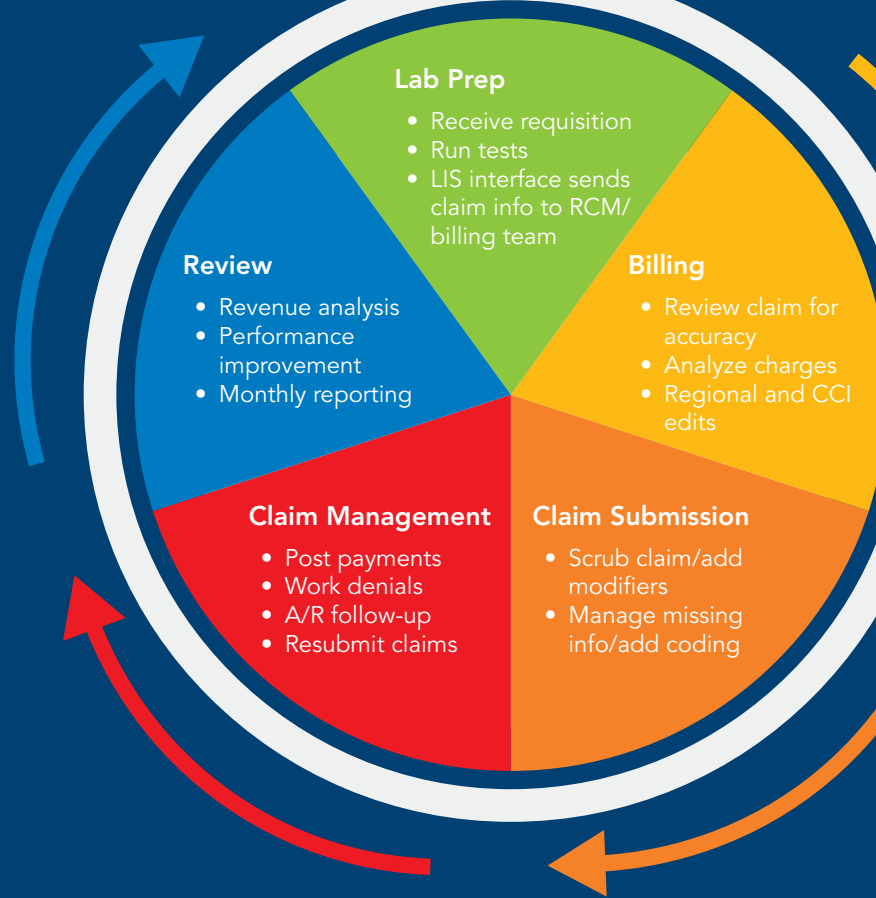 Lab Prep
• Receive requisition
• Run tests
• LIS interface sends
claim info to RCM/
billing team
Billing
• Review claim for
accuracy
• Analyze charges
• Regional and CCI
edits
Claim Submission
• Scrub claim/add
modifiers
• Manage missing
info/add coding
Claim Management
• Post payments
• Work denials
• A/R follow-up
• Resubmit claims
Review
• Revenue analysis
• Performance
improvement
• Monthly reporting